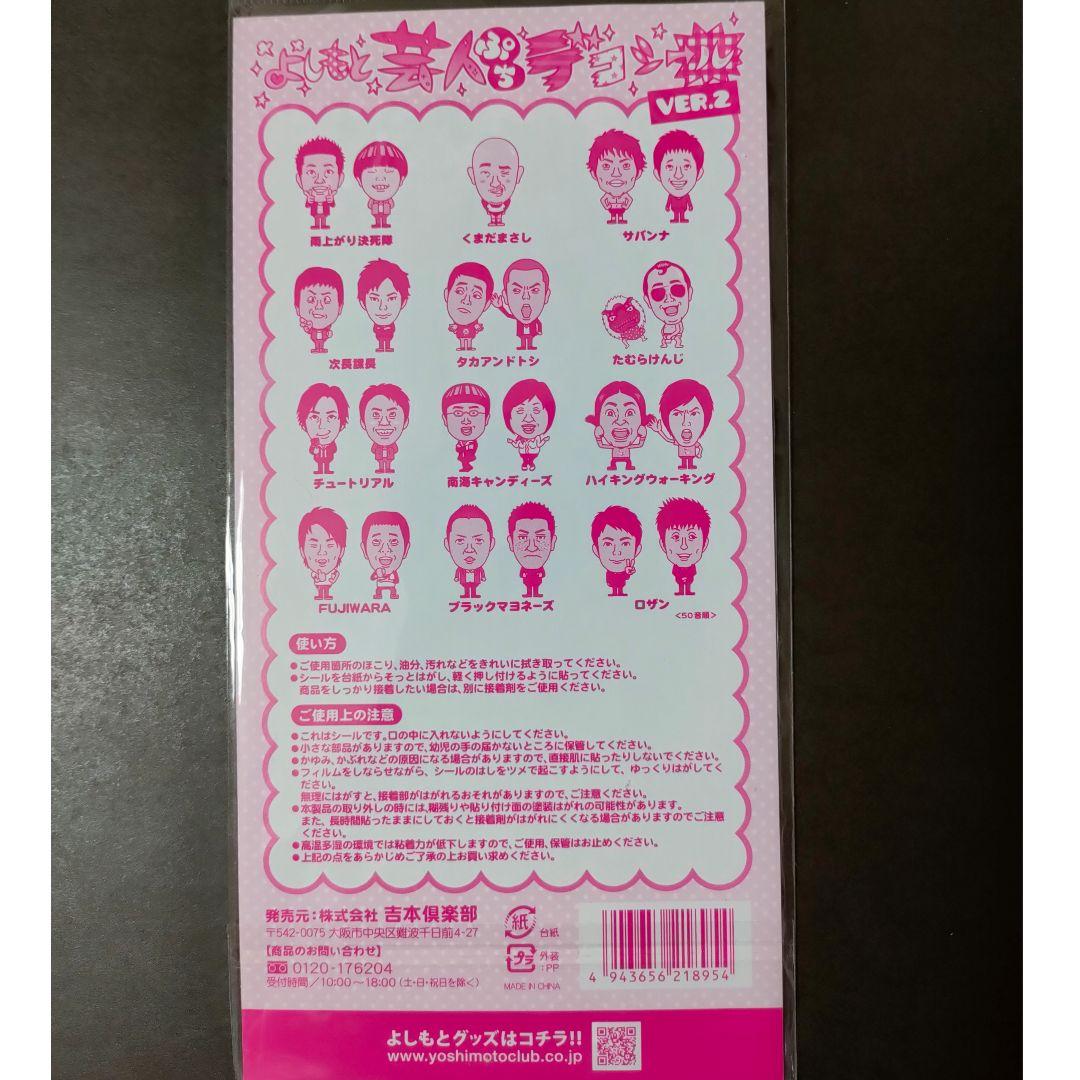 よしもと芸人ぷちデコシール
VER.2
雨上がり決死隊
くまだまさし
サバンナ
次長課長
タカアンドトシ
たむらけんじ
チュートリアル
南海キャンディーズ
ハイキングウォーキング
FUJIWARA
ブラックマヨネーズ
ロザン
<50音順>
使い方
●ご使用箇所のほこり、油分、汚れなどをきれいに拭き取ってください。
●シールを台紙からそっとはがし、軽く押し付けるように貼ってください。
商品をしっかり接着したい場合は、別に接着剤をご使用ください。
ご使用上の注意
●これはシールです。口の中に入れないようにしてください。
●小さな部品がありますので、幼児の手の届かないところに保管してください。
●かゆみ、かぶれなどの原因になる場合がありますので、直接肌に貼ったりしないでください。
●フィルムをしならせながら、シールのはしをツメで起こすようにして、ゆっくりはがしてく
ださい。
無理にはがすと、接着部がはがれるおそれがありますので、ご注意ください。
●本製品の取り外しの時には、糊残りや貼り付け面の塗装はがれの可能性があります。
また、長時間貼ったままにしておくと接着剤がはがれにくくなる場合がありますのでご注意
ください。
●高温多湿の環境では粘着力が低下しますので、ご使用、保管はお止めください。
●上記の点をあらかじめご了承の上お買い求めください。
発売元:株式会社 吉本倶楽部
〒542-0075 大阪市中央区難波千日前4-27
【商品のお問い合わせ】
0120-176204
受付時間/10:00〜18:00(土・日・祝日を除く)
紙
台紙
プラ
外装
:PP
MADE IN CHINA
4 943656 218954
よしもとグッズはコチラ!!
www.yoshimotoclub.co.jp